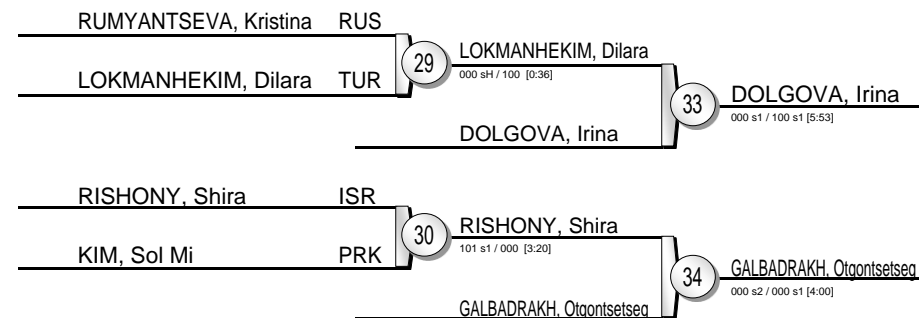 RUMYANTSEVA, Kristina RUS
29
LOKMANHEKIM, Dilara
000 sH / 100 [0:36]
LOKMANHEKIM, Dilara TUR
33
DOLGOVA, Irina
000 s1 / 100 s1 [5:53]
DOLGOVA, Irina
RISHONY, Shira ISR
30
RISHONY, Shira
101 s1 / 000 [3:20]
KIM, Sol Mi PRK
34
GALBADRAKH, Otgontsetseg
000 s2 / 000 s1 [4:00]
GALBADRAKH, Otgontsetseg